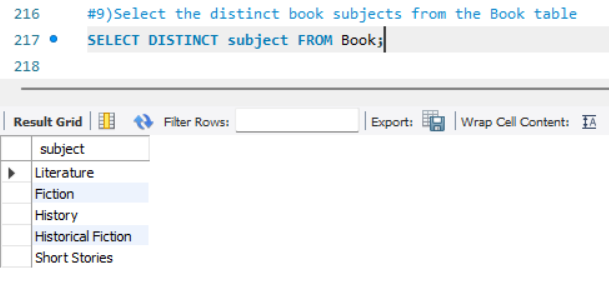 216 #9)Select the distinct book subjects from the Book table
217 SELECT DISTINCT subject FROM Book;
218
Result Grid Filter Rows: Export: Wrap Cell Content: IA
subject
Literature
Fiction
History
Historical Fiction
Short Stories